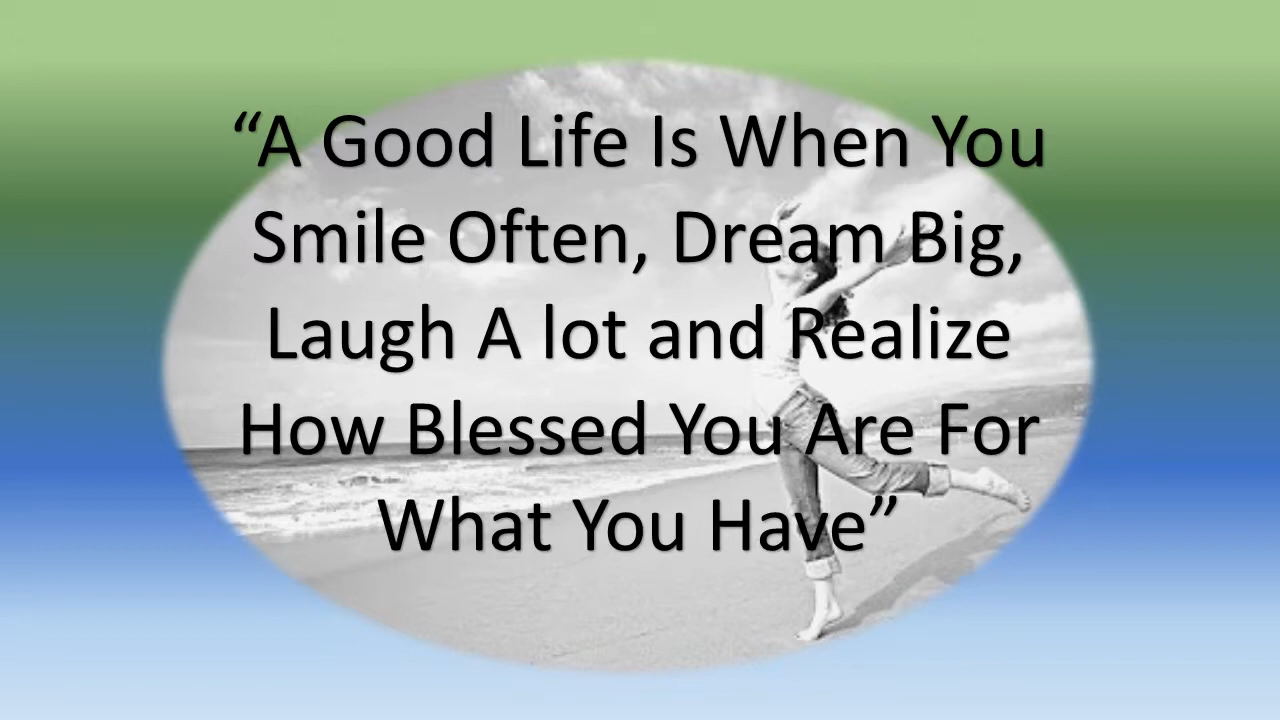 “A Good Life Is When You
Smile Often, Dream Big,
Laugh A lot and Realize
How Blessed You Are For
What You Have”